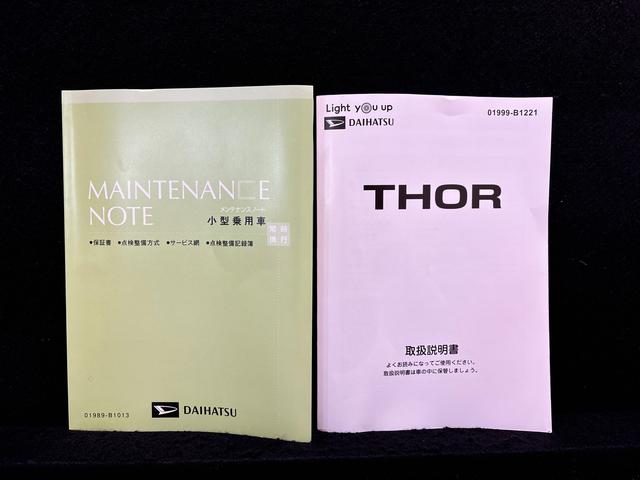 MAINTENANCE
NOTE
メンテナンスノート
小型乗用車
常時
携行
●保証書 ●点検整備方式 ●サービス網 ●点検整備記録簿
01989-B1013
DAIHATSU
Light you up
01999-B1221
DAIHATSU
THOR
取扱説明書
よくお読みになってご使用ください。
取扱説明書は車の中に保管しましょう。